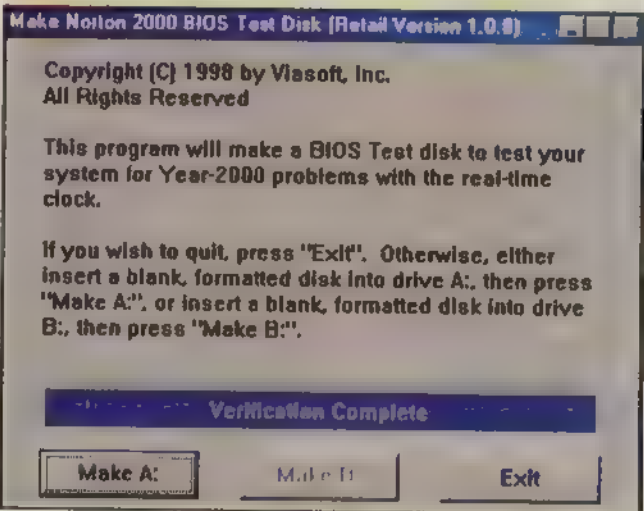 Make Norton 2000 BIOS Test Disk (Retail Version 1.0.8)
Copyright (C) 1998 by Viasoft, Inc.
All Rights Reserved
This program will make a BIOS Test disk to test your
system for Year-2000 problems with the real-time
clock.
If you wish to quit, press "Exit". Otherwise, either
insert a blank, formatted disk into drive A:, then press
"Make A:", or insert a blank, formatted disk into drive
B:, then press "Make B:".
Verification Complete
Make A:
Make B:
Exit